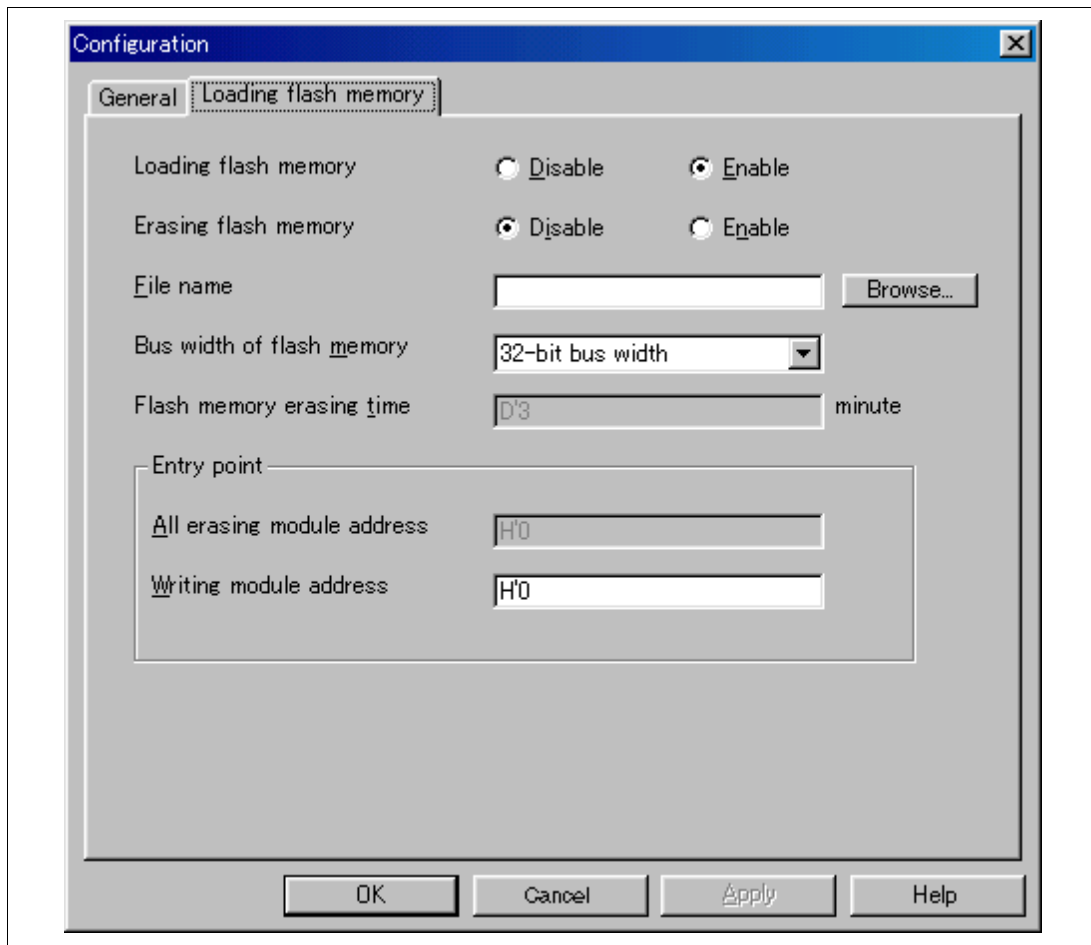 Configuration
General Loading flash memory
Loading flash memory Disable Enable
Erasing flash memory Disable Enable
File name Browse...
Bus width of flash memory 32-bit bus width
Flash memory erasing time D'3 minute
Entry point
All erasing module address H'0
Writing module address H'0
OK Cancel Apply Help